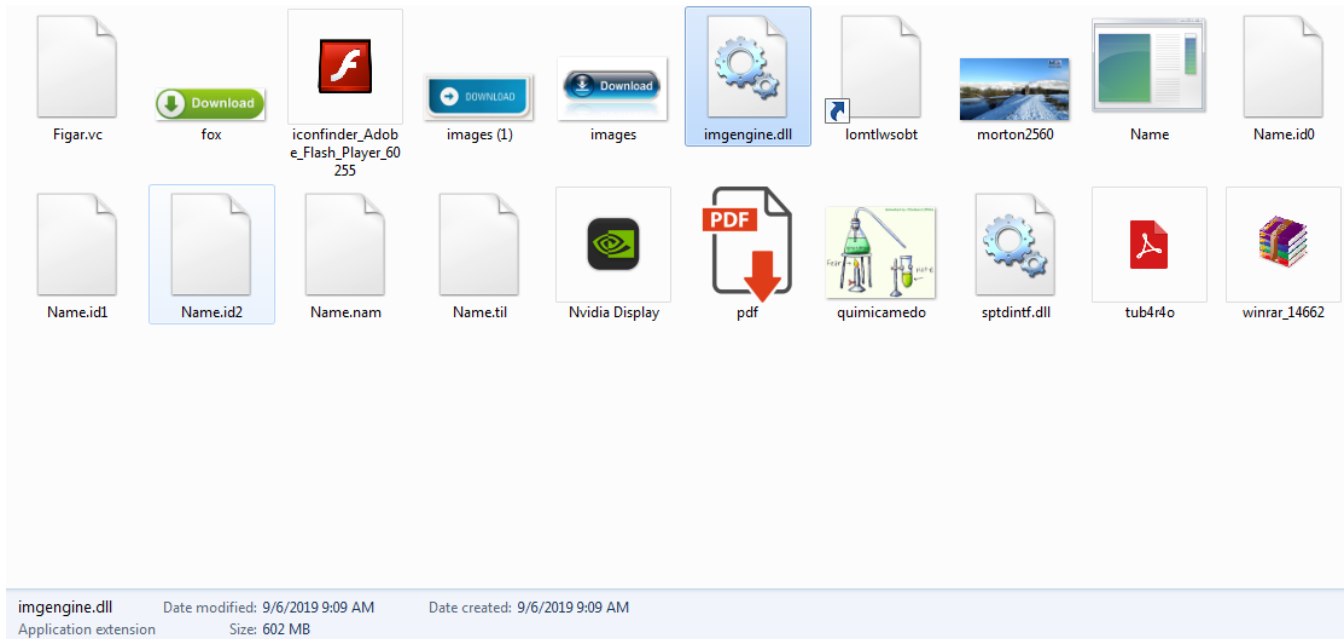 Download
DOWNLOAD
Download
Figar.vc
fox
iconfinder_Adob
e_Flash_Player_60
255
images (1)
images
imgengine.dll
lomtlwsobt
morton2560
Name
Name.id0
PDF
Fear
note
Name.id1
Name.id2
Name.nam
Name.til
Nvidia Display
pdf
quimicamedo
sptdintf.dll
tub4r4o
winrar_14662
imgengine.dll Date modified: 9/6/2019 9:09 AM Date created: 9/6/2019 9:09 AM
Application extension Size: 602 MB